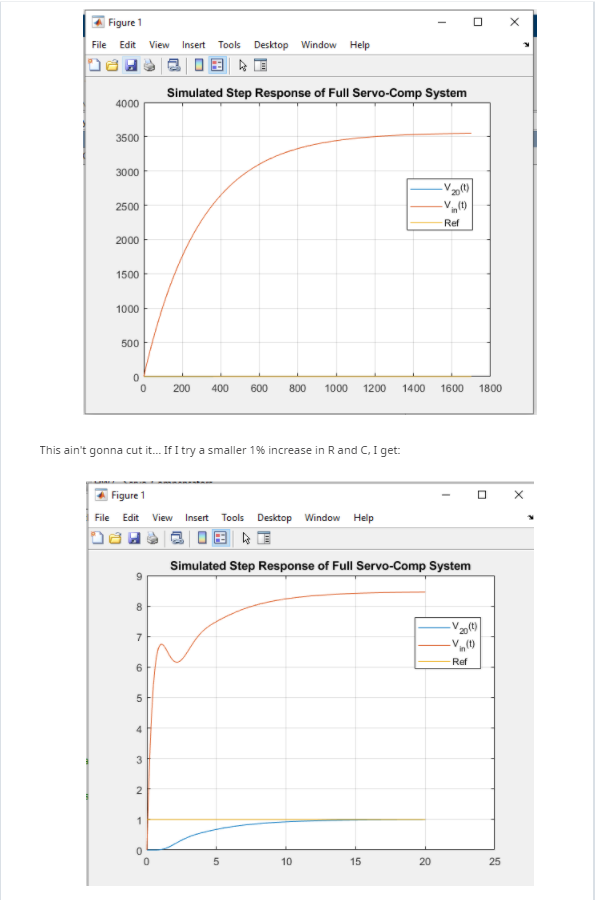 Figure 1
File Edit View Insert Tools Desktop Window Help
Simulated Step Response of Full Servo-Comp System
4000
3500
3000
2500
2000
1500
1000
500
0
V20(t)
Vin(t)
Ref
0 200 400 600 800 1000 1200 1400 1600 1800
This ain't gonna cut it... If I try a smaller 1% increase in R and C, I get:
Figure 1
File Edit View Insert Tools Desktop Window Help
Simulated Step Response of Full Servo-Comp System
9
8
7
6
5
4
3
2
1
0
V20(t)
Vin(t)
Ref
0 5 10 15 20 25